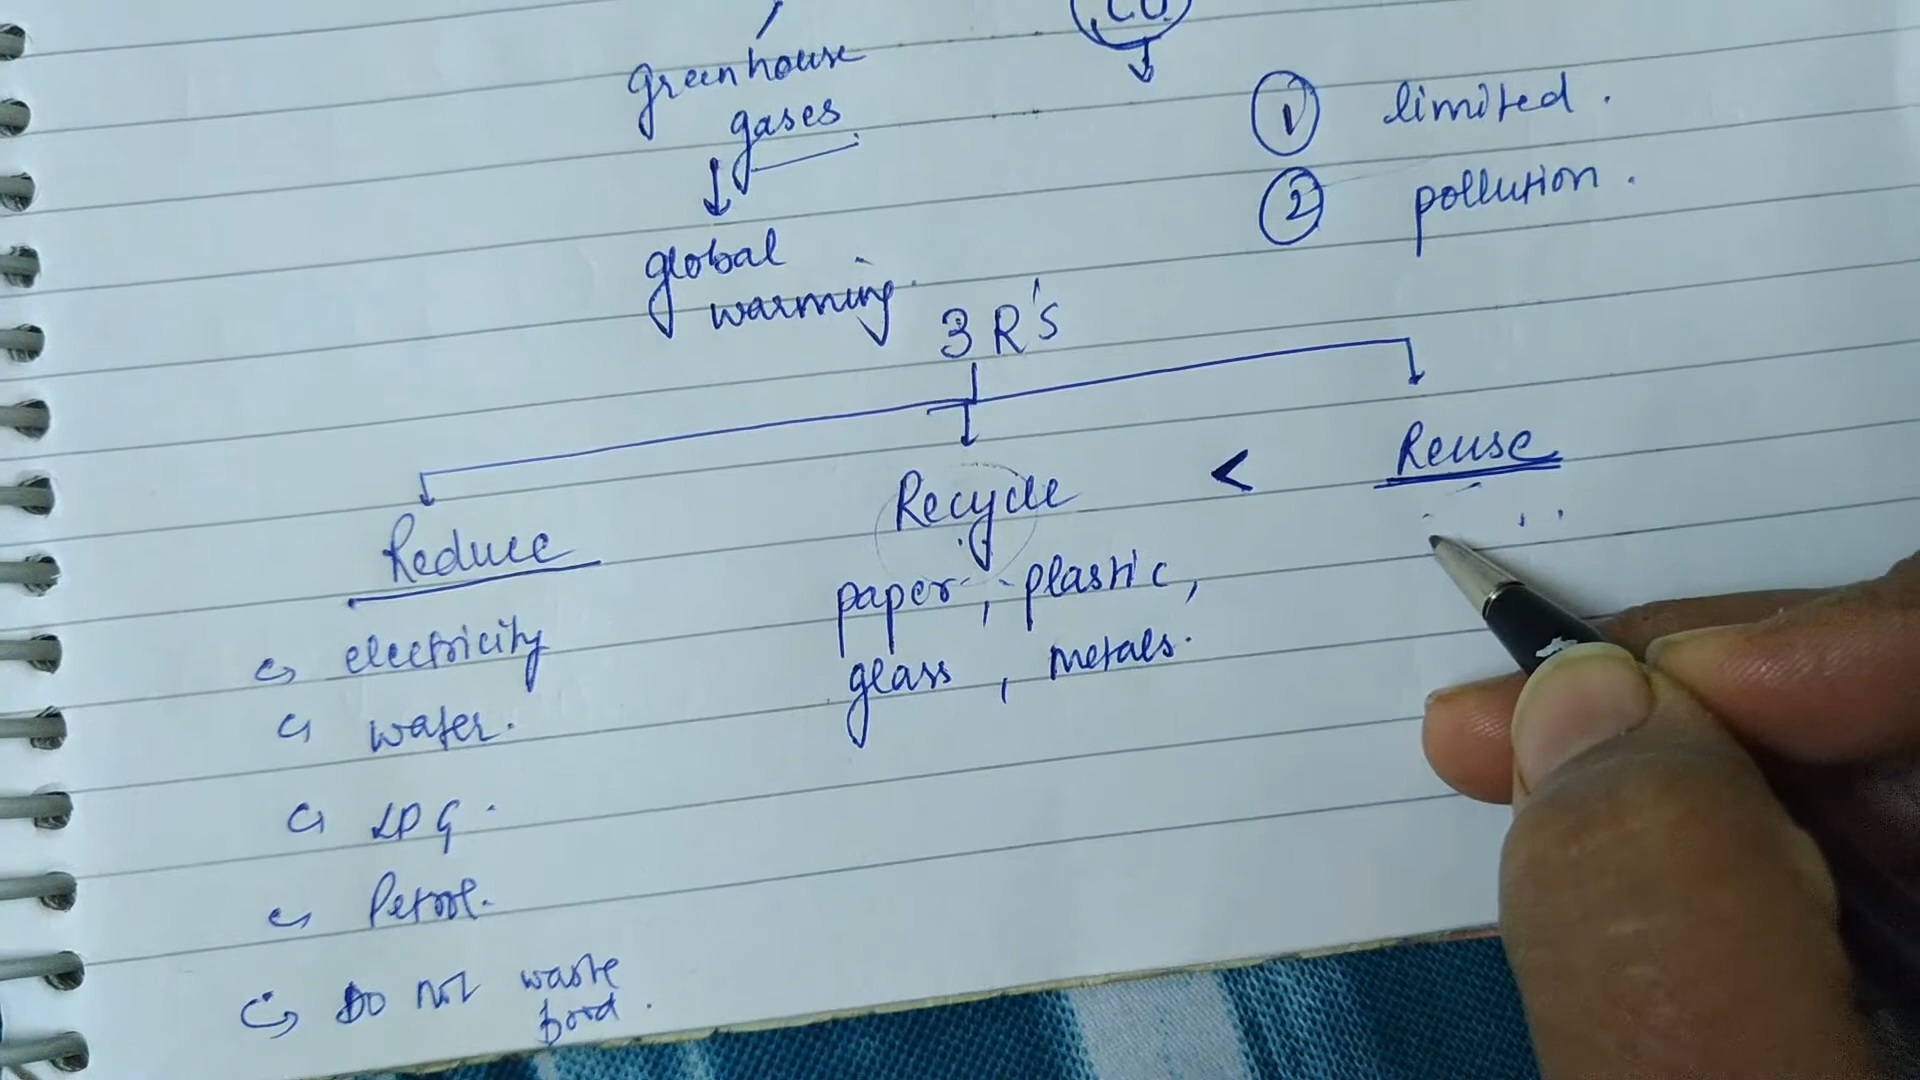 CO
greenhouse
gases
global
warming.
① limited.
② pollution.
3 R's
Reduce
Recycle < Reuse
electricity
water.
LPG.
Petrol.
Do not waste
food.
paper, plastic,
glass, metals.